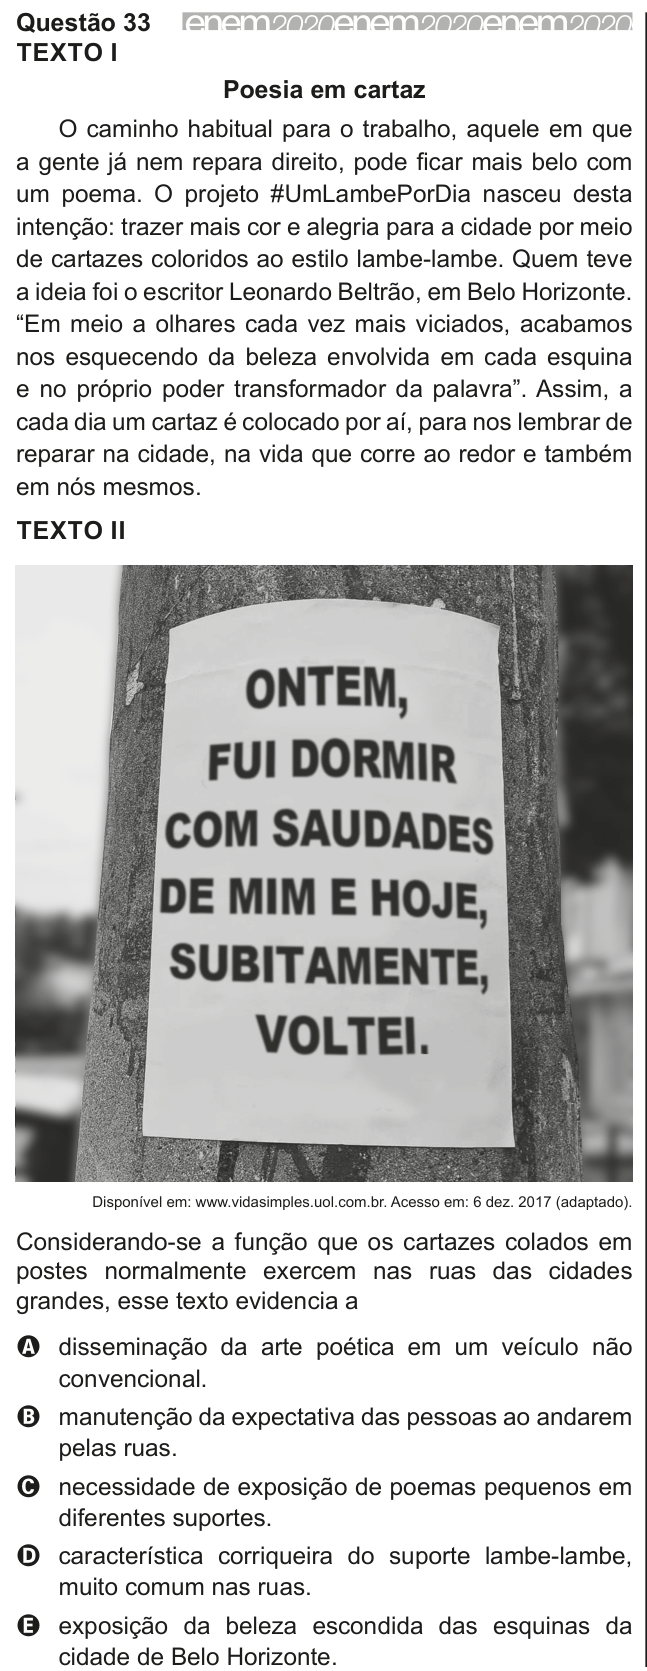 Questão 33
enem2020enem2020enem2020
TEXTO I
Poesia em cartaz
O caminho habitual para o trabalho, aquele em que
a gente já nem repara direito, pode ficar mais belo com
um poema. O projeto #UmLambePorDia nasceu desta
intenção: trazer mais cor e alegria para a cidade por meio
de cartazes coloridos ao estilo lambe-lambe. Quem teve
a ideia foi o escritor Leonardo Beltrão, em Belo Horizonte.
“Em meio a olhares cada vez mais viciados, acabamos
nos esquecendo da beleza envolvida em cada esquina
e no próprio poder transformador da palavra”. Assim, a
cada dia um cartaz é colocado por aí, para nos lembrar de
reparar na cidade, na vida que corre ao redor e também
em nós mesmos.
TEXTO II
ONTEM,
FUI DORMIR
COM SAUDADES
DE MIM E HOJE,
SUBITAMENTE,
VOLTEI.
Disponível em: www.vidasimples.uol.com.br. Acesso em: 6 dez. 2017 (adaptado).
Considerando-se a função que os cartazes colados em
postes normalmente exercem nas ruas das cidades
grandes, esse texto evidencia a
A disseminação da arte poética em um veículo não
convencional.
B manutenção da expectativa das pessoas ao andarem
pelas ruas.
C necessidade de exposição de poemas pequenos em
diferentes suportes.
D característica corriqueira do suporte lambe-lambe,
muito comum nas ruas.
E exposição da beleza escondida das esquinas da
cidade de Belo Horizonte.